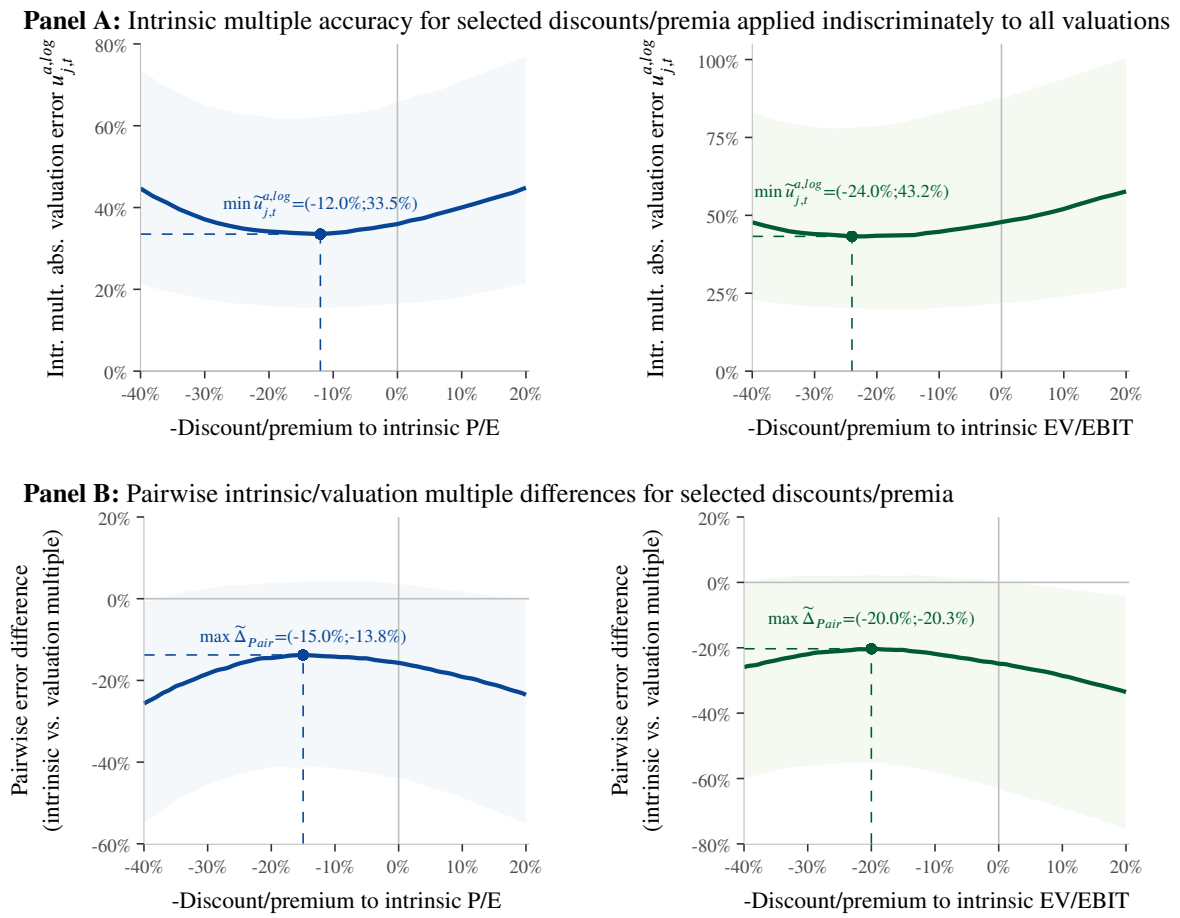 Panel A: Intrinsic multiple accuracy for selected discounts/premia applied indiscriminately to all valuations
Intr. mult. abs. valuation error u_{j,t}^{a,log}
80%
60%
40%
20%
0%
min ũ_{j,t}^{a,log}=(-12.0%;33.5%)
-40% -30% -20% -10% 0% 10% 20%
-Discount/premium to intrinsic P/E
Intr. mult. abs. valuation error u_{j,t}^{a,log}
100%
75%
50%
25%
0%
min ũ_{j,t}^{a,log}=(-24.0%;43.2%)
-40% -30% -20% -10% 0% 10% 20%
-Discount/premium to intrinsic EV/EBIT
Panel B: Pairwise intrinsic/valuation multiple differences for selected discounts/premia
Pairwise error difference
(intrinsic vs. valuation multiple)
20%
0%
-20%
-40%
-60%
max Δ̃_{Pair}=(-15.0%;-13.8%)
-40% -30% -20% -10% 0% 10% 20%
-Discount/premium to intrinsic P/E
Pairwise error difference
(intrinsic vs. valuation multiple)
20%
0%
-20%
-40%
-60%
-80%
max Δ̃_{Pair}=(-20.0%;-20.3%)
-40% -30% -20% -10% 0% 10% 20%
-Discount/premium to intrinsic EV/EBIT